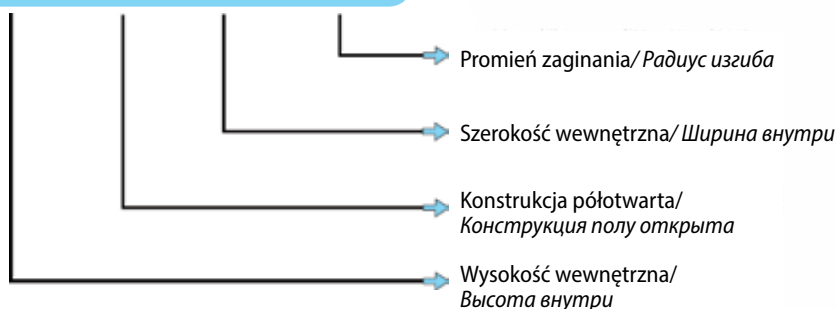 Promień zaginania/ Радиус изгиба
Szerokość wewnętrzna/ Ширина внутри
Konstrukcja półotwarta/
Конструкция полу открыта
Wysokość wewnętrzna/
Высота внутри